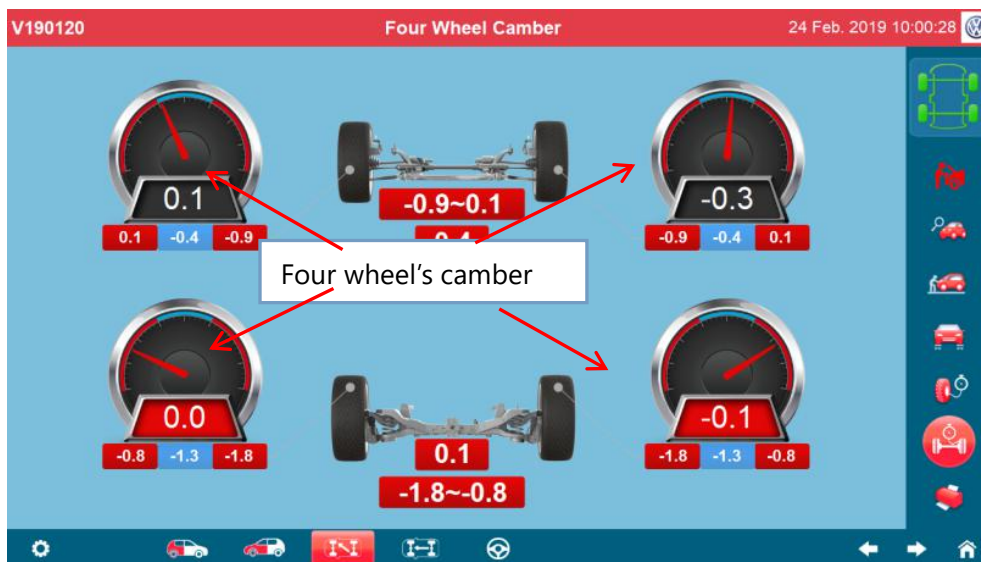 V190120 Four Wheel Camber 24 Feb. 2019 10:00:28
0.1 -0.9~0.1 -0.3
0.1 -0.4 -0.9 -0.9 -0.4 0.1
Four wheel's camber
0.0 -0.1
-0.8 -1.3 -1.8 0.1 -1.8 -1.3 -0.8
-1.8~-0.8